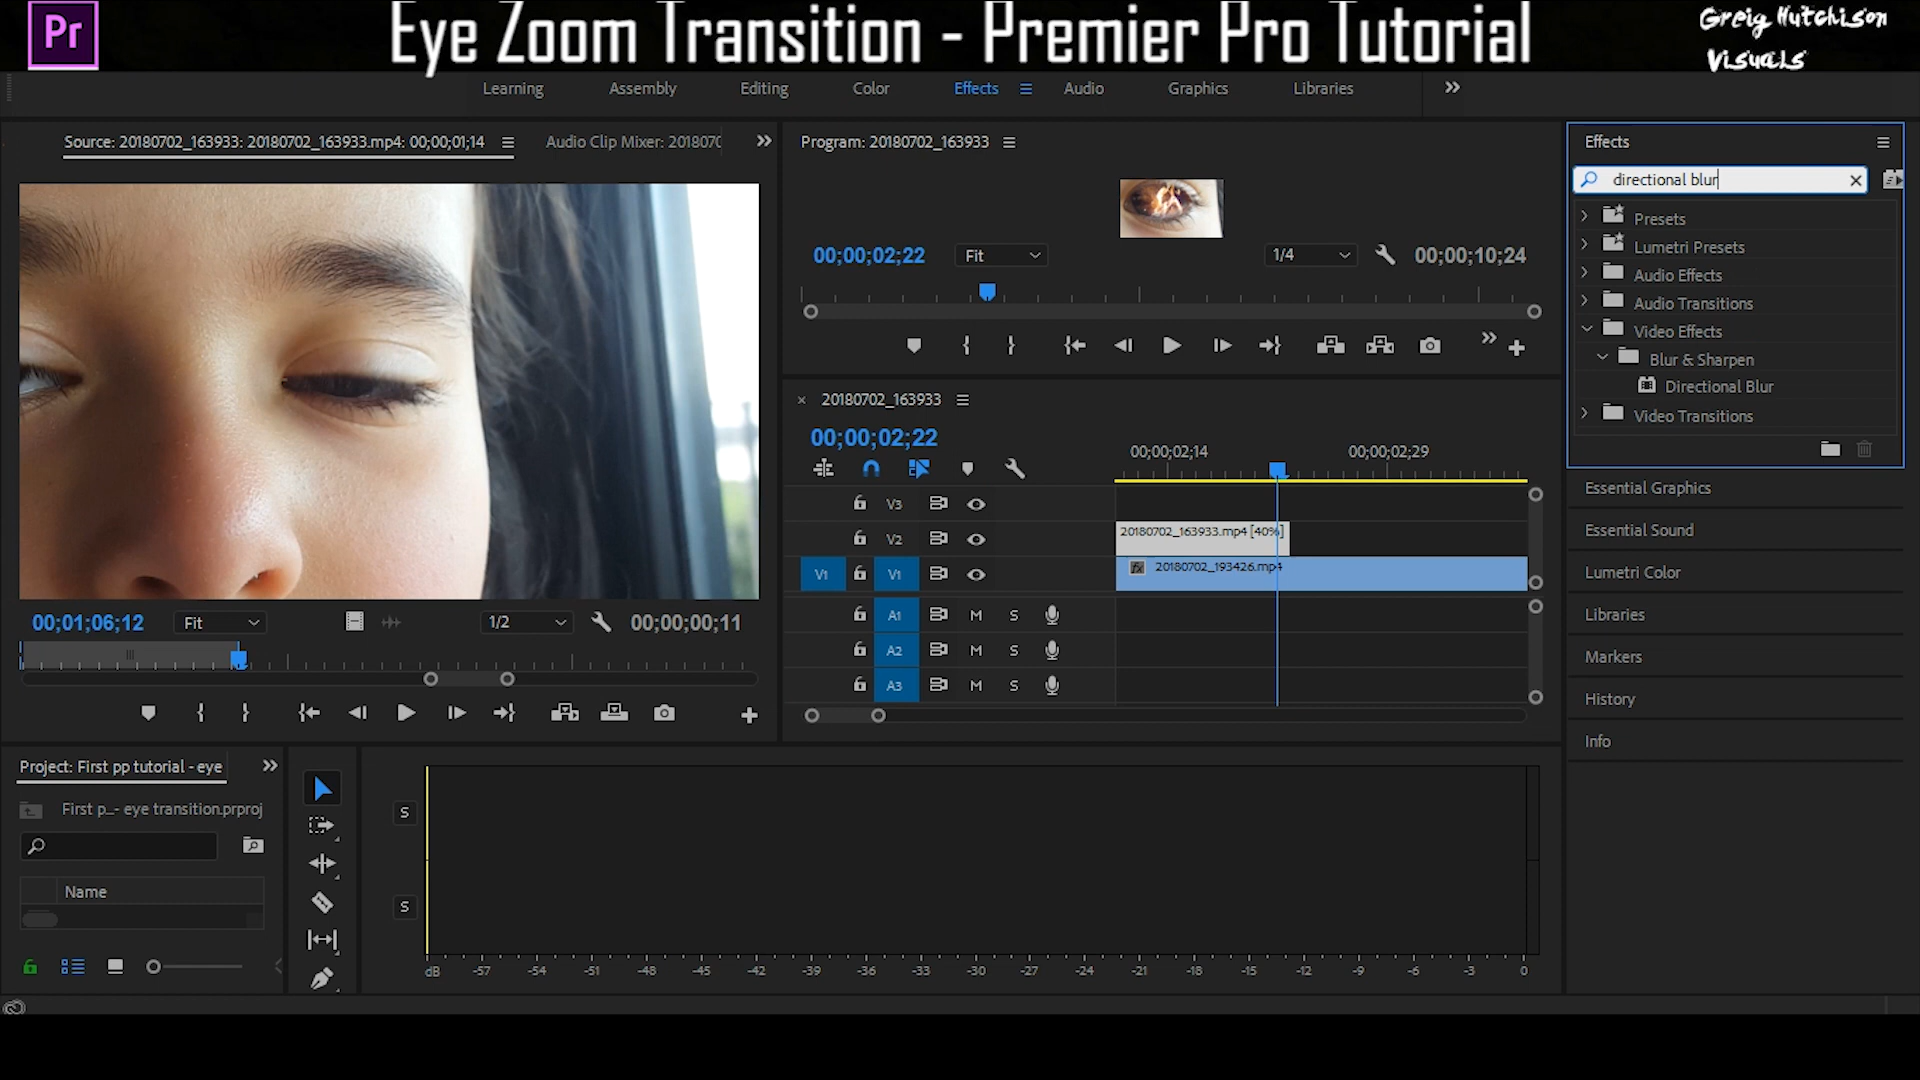 Pr
Eye Zoom Transition - Premier Pro Tutorial
Greig Hutchison
Visuals
Learning
Assembly
Editing
Color
Effects
Audio
Graphics
Libraries
Source: 20180702_163933: 20180702_163933.mp4: 00;00;01;14
Audio Clip Mixer: 201807
Program: 20180702_163933
Effects
directional blur
Presets
Lumetri Presets
Audio Effects
Audio Transitions
Video Effects
Blur & Sharpen
Directional Blur
Video Transitions
00;00;02;22
Fit
1/4
00;00;10;24
20180702_163933
00;00;02;22
00;00;02;14
00;00;02;29
V3
V2
20180702_163933.mp4 [40%]
V1
V1
20180702_193426.mp4
A1
M
S
A2
M
S
A3
M
S
Essential Graphics
Essential Sound
Lumetri Color
Libraries
Markers
History
Info
00;01;06;12
Fit
1/2
00;00;00;11
Project: First pp tutorial - eye
First p...- eye transition.prproj
Name
S
S
dB -57 -54 -51 -48 -45 -42 -39 -36 -33 -30 -27 -24 -21 -18 -15 -12 -9 -6 -3 0